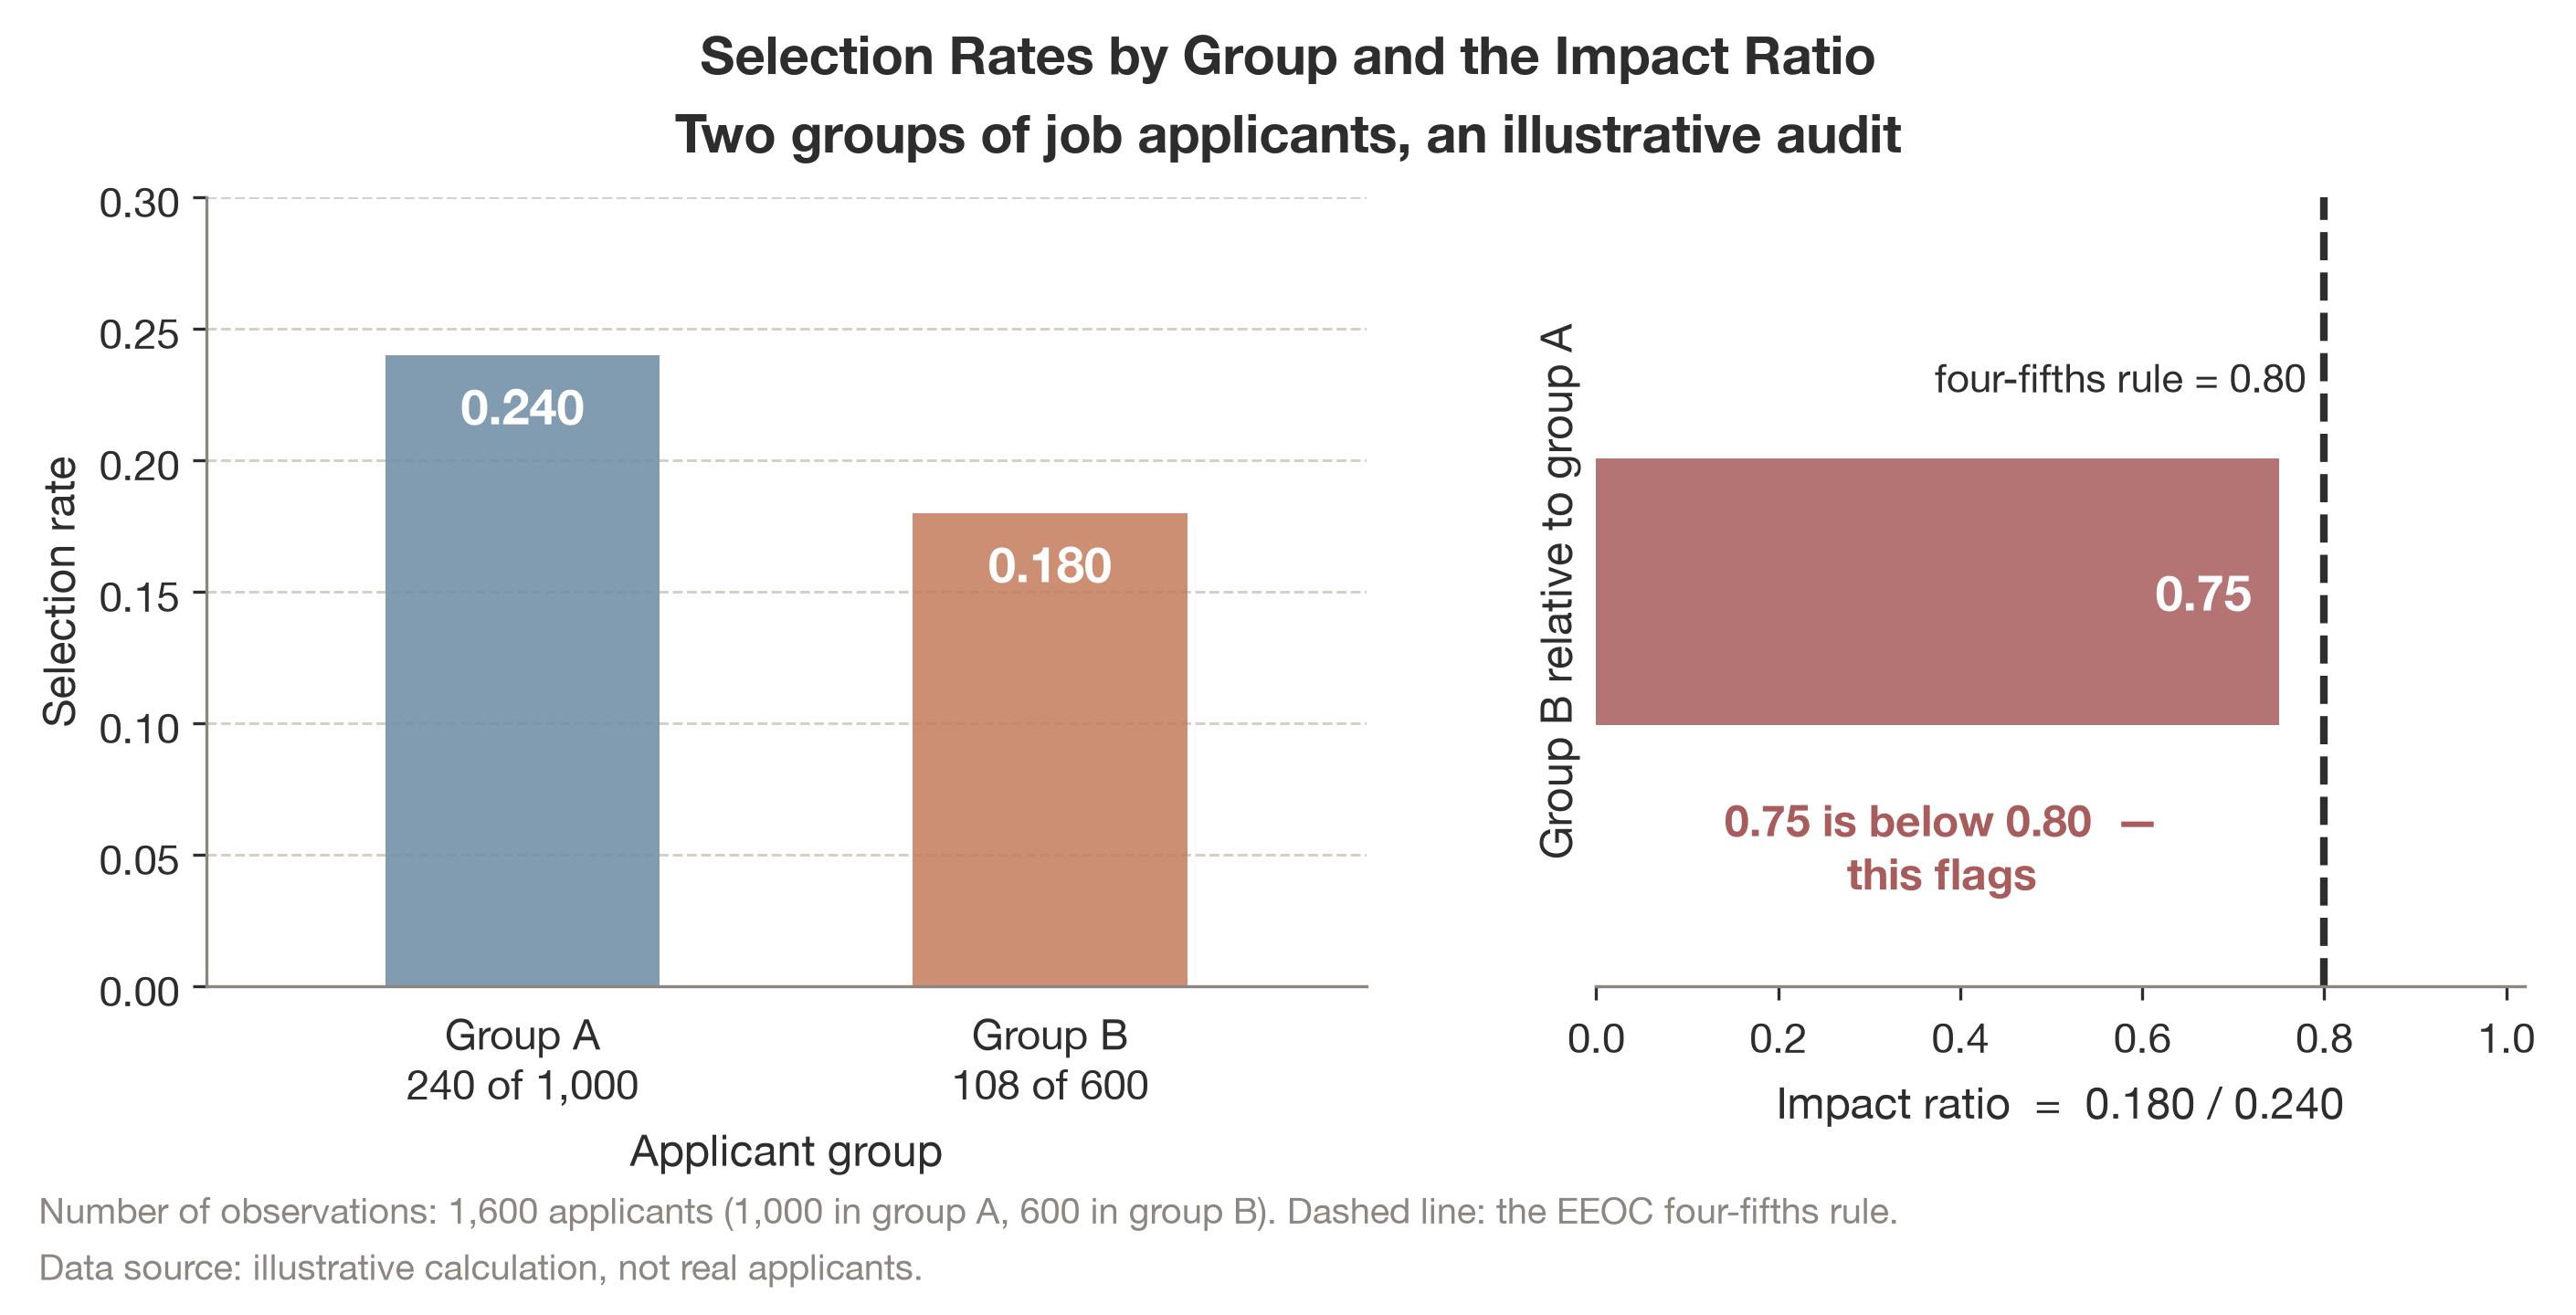 Selection Rates by Group and the Impact Ratio
Two groups of job applicants, an illustrative audit
Selection rate
0.30
0.25
0.20
0.15
0.10
0.05
0.00
0.240
0.180
Group A
240 of 1,000
Group B
108 of 600
Applicant group
Group B relative to group A
four-fifths rule = 0.80
0.75
0.75 is below 0.80 —
this flags
0.0 0.2 0.4 0.6 0.8 1.0
Impact ratio = 0.180 / 0.240
Number of observations: 1,600 applicants (1,000 in group A, 600 in group B). Dashed line: the EEOC four-fifths rule.
Data source: illustrative calculation, not real applicants.